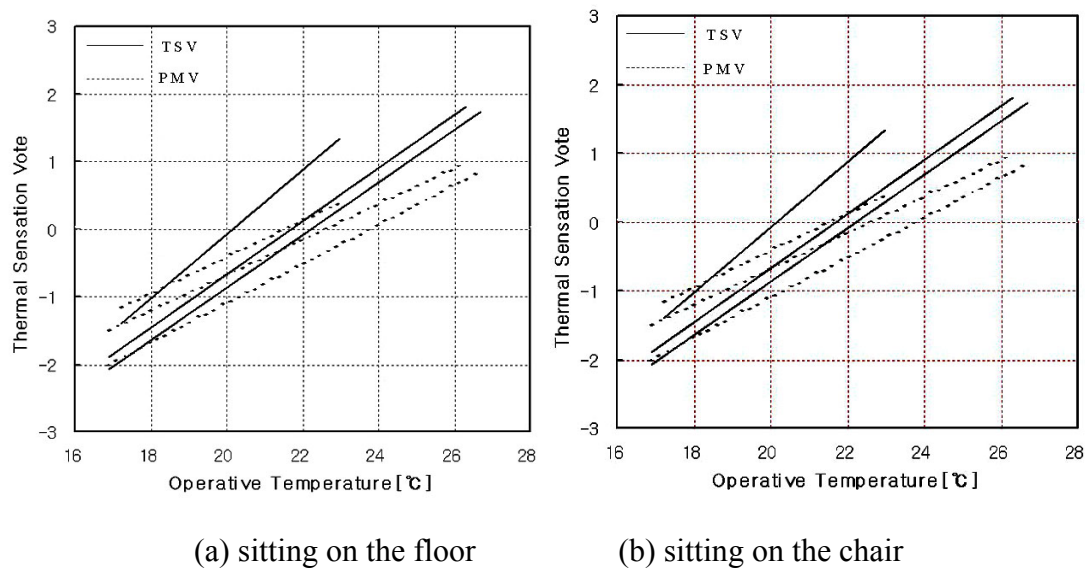 3
TSV
PMV
2
1
0
-1
-2
-3
Thermal Sensation Vote
16 18 20 22 24 26 28
Operative Temperature[℃]
3
TSV
PMV
2
1
0
-1
-2
-3
Thermal Sensation Vote
16 18 20 22 24 26 28
Operative Temperature[℃]
(a) sitting on the floor (b) sitting on the chair